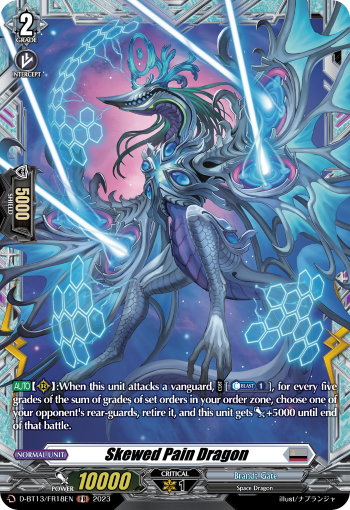 2
GRADE
INTERCEPT
5000
SHIELD
AUTO【 】:When this unit attacks a vanguard, COST [ BLAST 1 ], for every five
grades of the sum of grades of set orders in your order zone, choose one
of your opponent's rear-guards, retire it, and this unit gets +5000 until end
of that battle.
Skewed Pain Dragon
NORMAL UNIT
POWER 10000
CRITICAL
1
Brandt Gate
Space Dragon
D-BT13/FR18EN FR 2023
illust/ナブランジャ